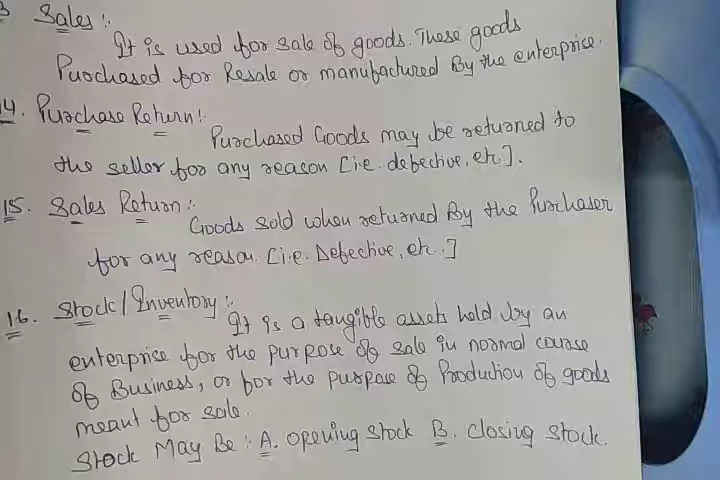 3 Sales :-
It is used for sale of goods. These goods
Purchased for Resale or manufactured By the enterprise.
14. Purchase Return :-
Purchased Goods may be returned to
the seller for any reason [i.e. defective, etc.].
15. Sales Return :-
Goods sold when returned By the Purchaser
for any reason. [i.e. Defective, etc.]
16. Stock/Inventory :-
It is a tangible assets held by an
enterprise for the purpose of sale in normal course
of Business, or for the purpose of Production of goods
meant for sale.
Stock May Be : A. opening stock B. closing stock.